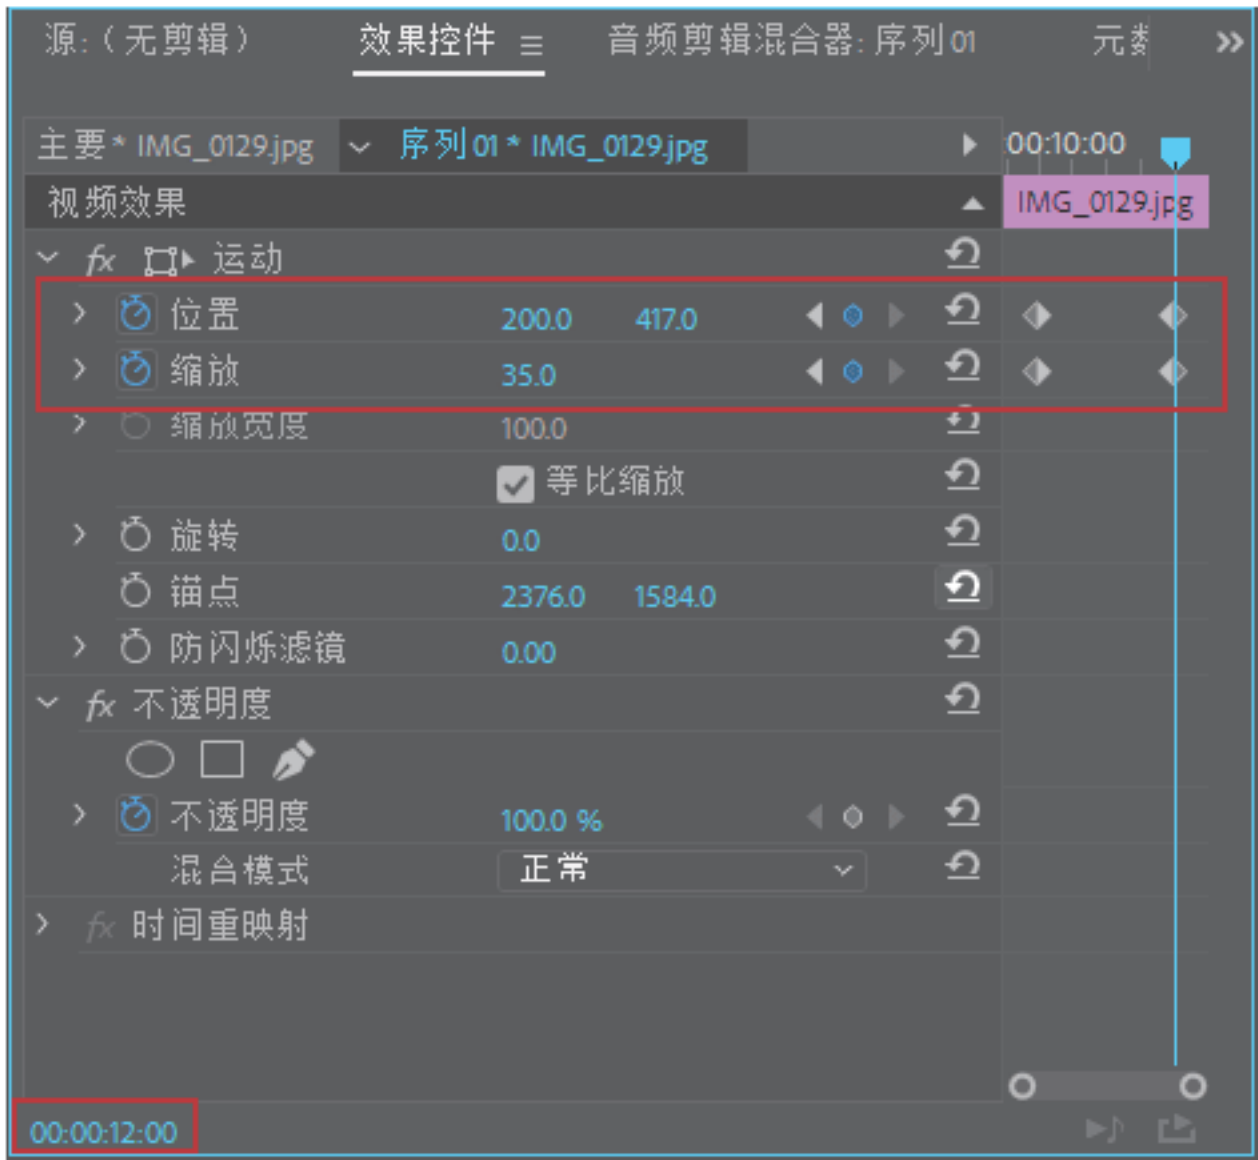 源:（无剪辑） 效果控件 音频剪辑混合器: 序列 01
主要 * IMG_0129.jpg 序列 01 * IMG_0129.jpg :00:10:00
视频效果 IMG_0129.jpg
fx 运动
位置 200.0 417.0
缩放 35.0
缩放宽度 100.0
等比缩放
旋转 0.0
锚点 2376.0 1584.0
防闪烁滤镜 0.00
fx 不透明度
不透明度 100.0 %
混合模式 正常
fx 时间重映射
00:00:12:00